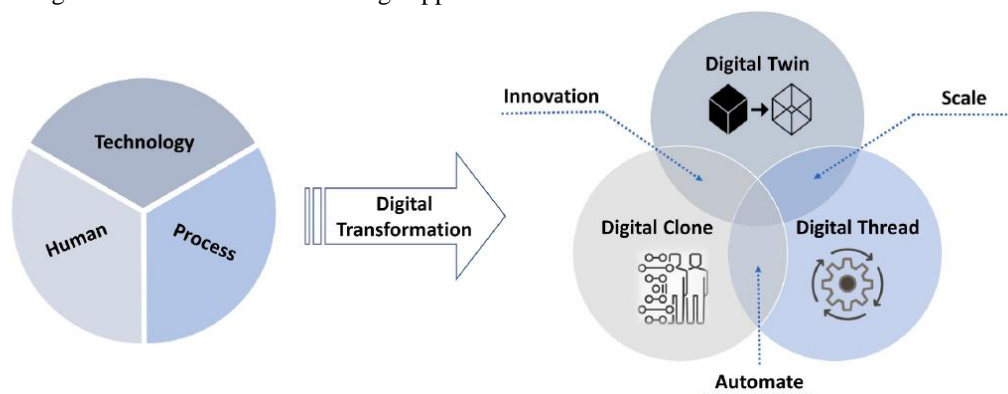 Technology
Human
Process
Digital
Transformation
Digital Twin
Innovation
Scale
Digital Clone
Digital Thread
Automate